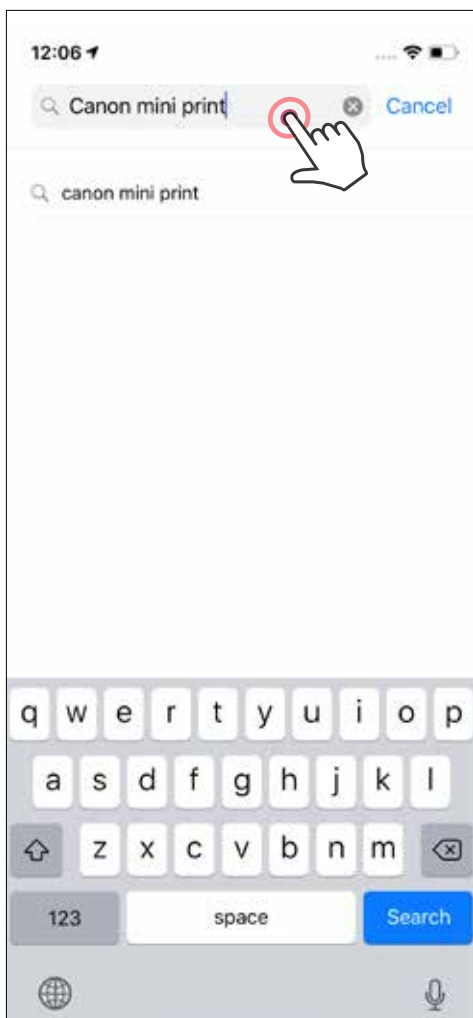 12:06
Canon mini print
Cancel
canon mini print
q w e r t y u i o p
a s d f g h j k l
z x c v b n m
123 space Search